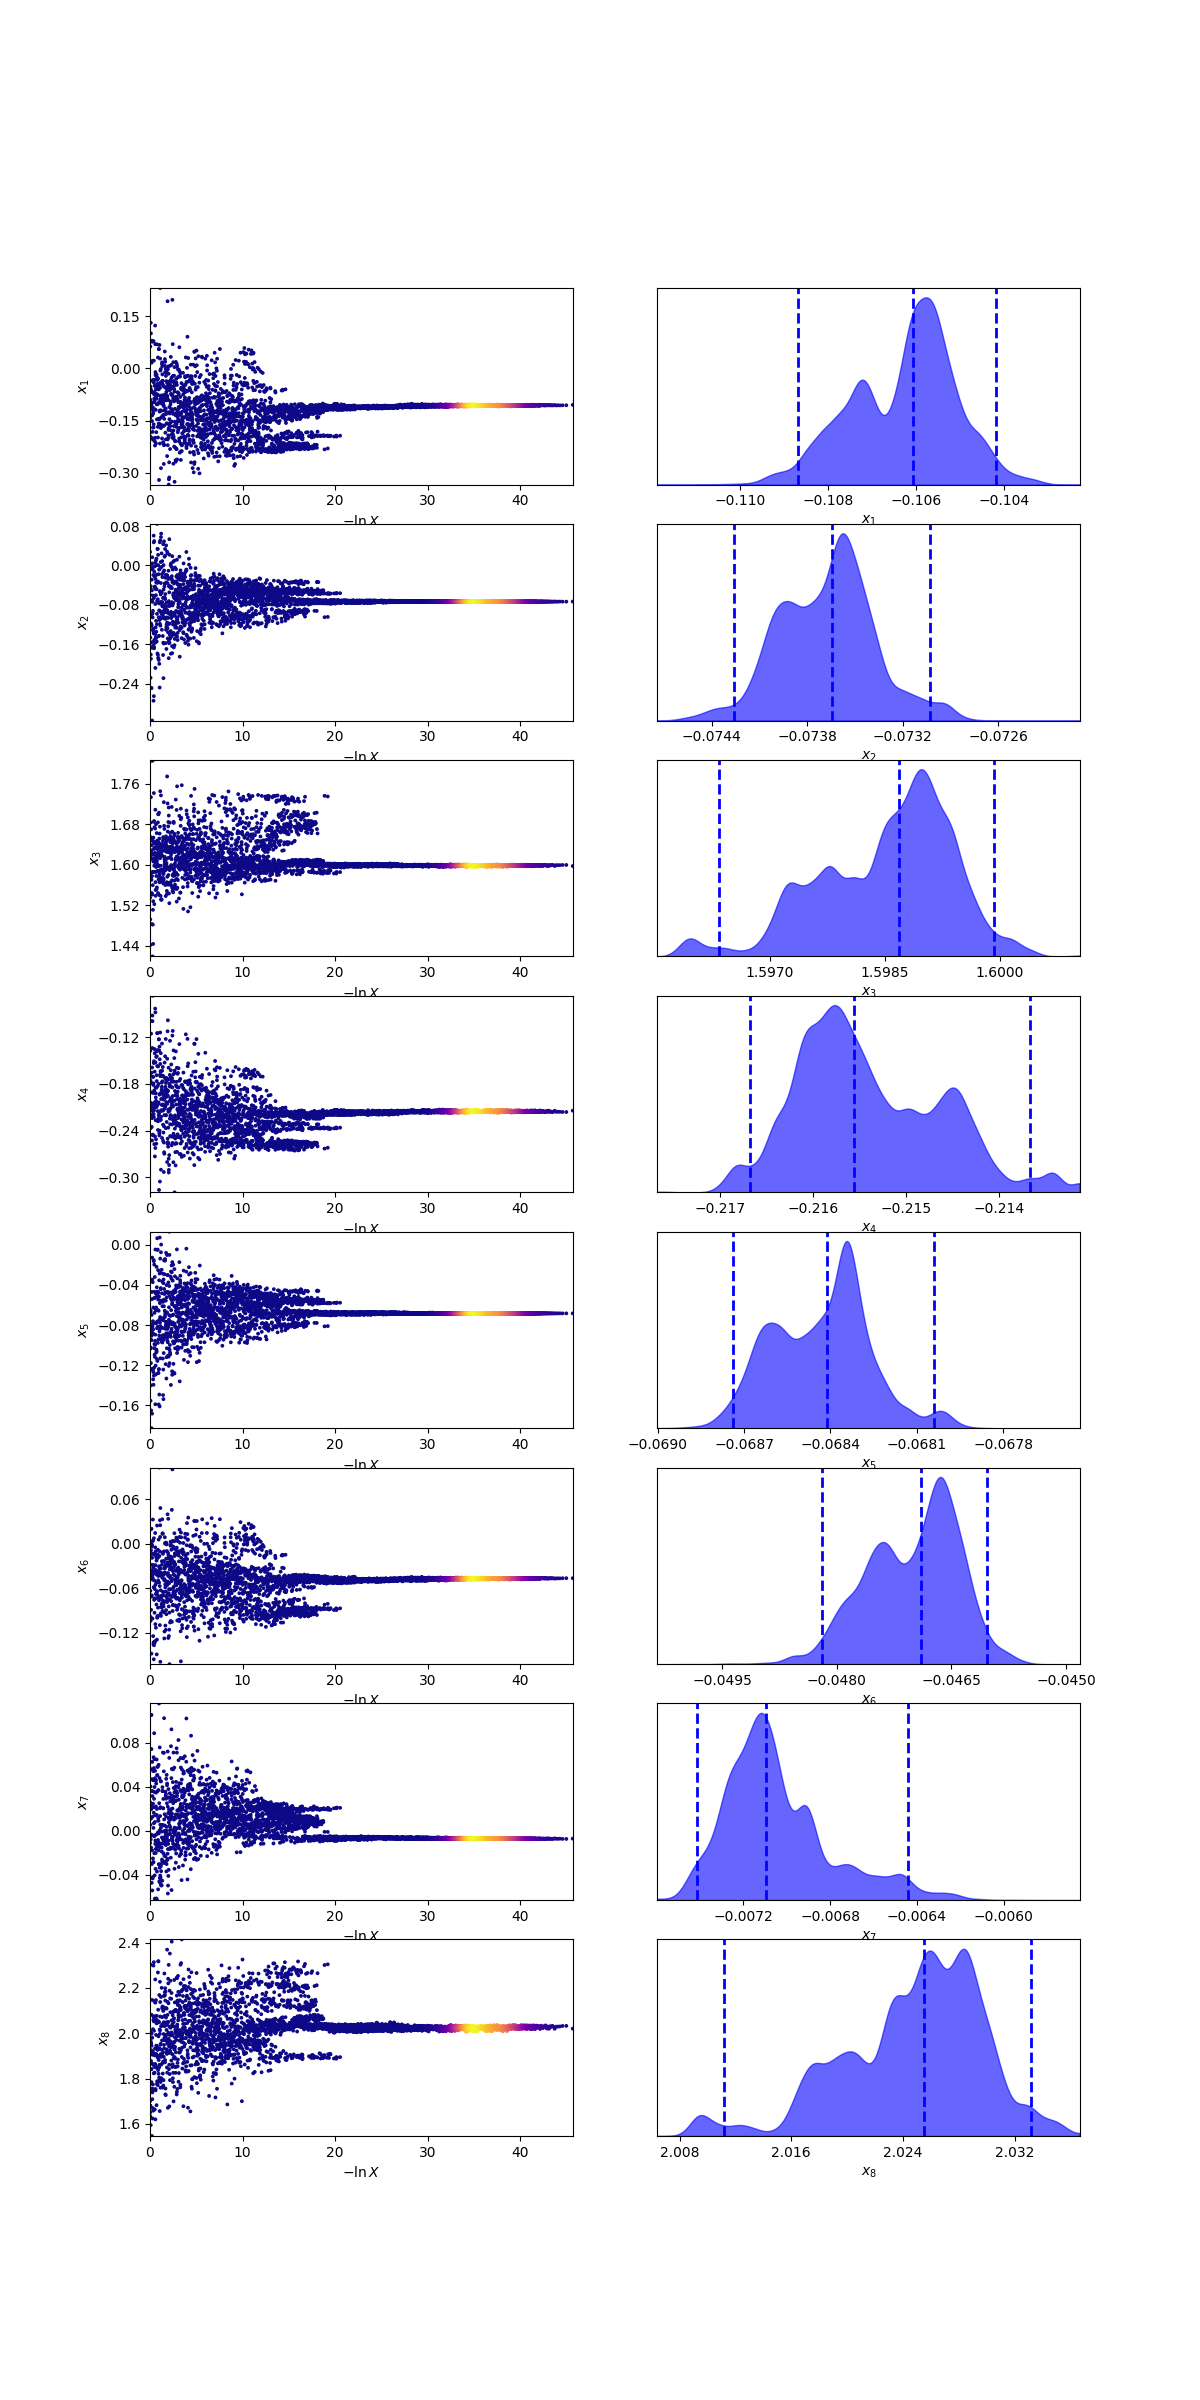 0.15
0.00
−0.15
−0.30
x₁
0 10 20 30 40
−ln X
−0.110 −0.108 −0.106 −0.104
x₁
0.08
0.00
−0.08
−0.16
−0.24
x₂
0 10 20 30 40
−ln X
−0.0744 −0.0738 −0.0732 −0.0726
x₂
1.76
1.68
1.60
1.52
1.44
x₃
0 10 20 30 40
−ln X
1.5970 1.5985 1.6000
x₃
−0.12
−0.18
−0.24
−0.30
x₄
0 10 20 30 40
−ln X
−0.217 −0.216 −0.215 −0.214
x₄
0.00
−0.04
−0.08
−0.12
−0.16
x₅
0 10 20 30 40
−ln X
−0.0690 −0.0687 −0.0684 −0.0681 −0.0678
x₅
0.06
0.00
−0.06
−0.12
x₆
0 10 20 30 40
−ln X
−0.0495 −0.0480 −0.0465 −0.0450
x₆
0.08
0.04
0.00
−0.04
x₇
0 10 20 30 40
−ln X
−0.0072 −0.0068 −0.0064 −0.0060
x₇
2.4
2.2
2.0
1.8
1.6
x₈
0 10 20 30 40
−ln X
2.008 2.016 2.024 2.032
x₈